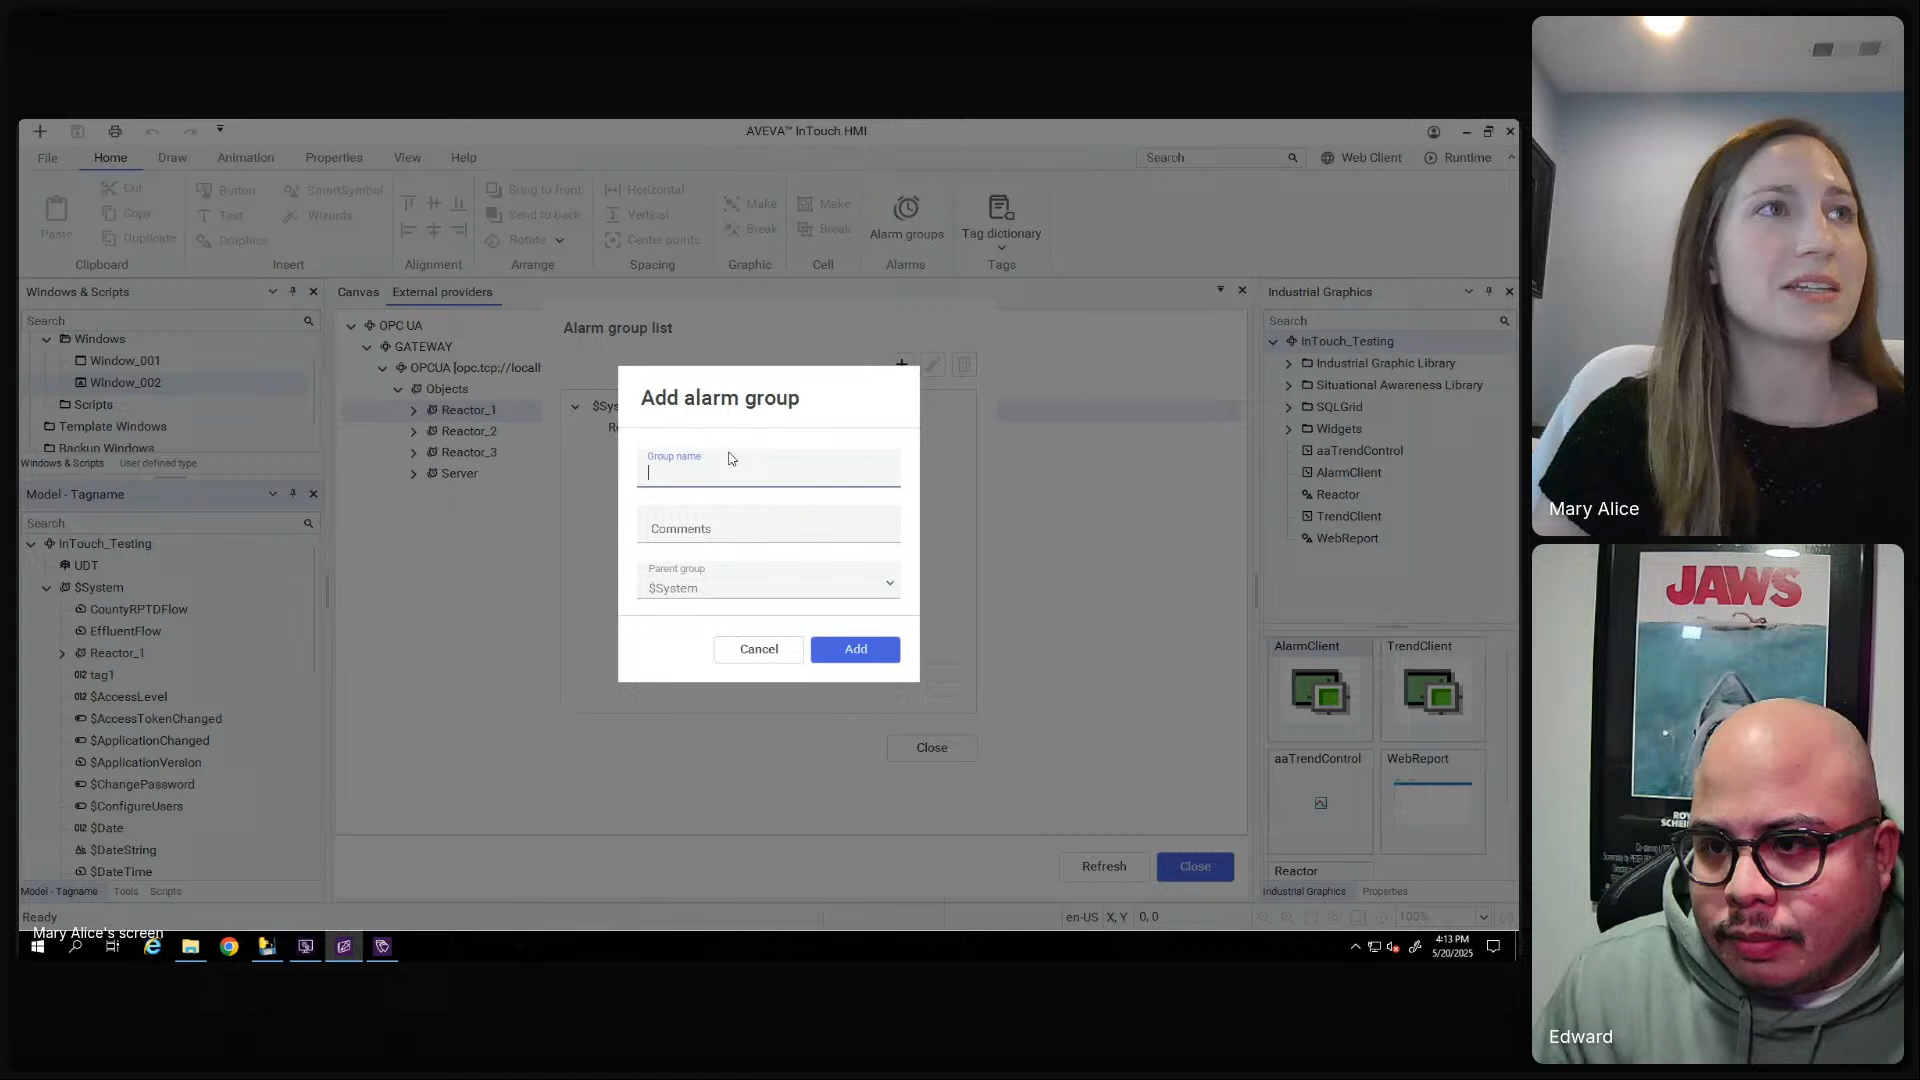 AVEVA™ InTouch HMI
File
Home
Draw
Animation
Properties
View
Help
Search
Web Client
Runtime
Paste
Cut
Copy
Duplicate
Clipboard
Button
Text
Graphics
SmartSymbol
Wizards
Insert
Alignment
Bring to front
Send to back
Rotate
Arrange
Horizontal
Vertical
Center points
Spacing
Make
Break
Graphic
Make
Break
Cell
Alarm groups
Alarms
Tag dictionary
Tags
Windows & Scripts
Search
Windows
Window_001
Window_002
Scripts
Template Windows
Backup Windows
Windows & Scripts
User defined type
Model - Tagname
Search
InTouch_Testing
UDT
$System
CountyRPTDFlow
EffluentFlow
Reactor_1
tag1
$AccessLevel
$AccessTokenChanged
$ApplicationChanged
$ApplicationVersion
$ChangePassword
$ConfigureUsers
$Date
$DateString
$DateTime
Model - Tagname
Tools
Scripts
Canvas
External providers
OPC UA
GATEWAY
OPCUA [opc.tcp://locall
Objects
Reactor_1
Reactor_2
Reactor_3
Server
Alarm group list
$Sys
Re
Add alarm group
Group name
Comments
Parent group
$System
Cancel
Add
Close
Refresh
Close
Industrial Graphics
Search
InTouch_Testing
Industrial Graphic Library
Situational Awareness Library
SQLGrid
Widgets
aaTrendControl
AlarmClient
Reactor
TrendClient
WebReport
AlarmClient
TrendClient
aaTrendControl
WebReport
Reactor
Industrial Graphics
Properties
Ready
en-US
X, Y
0, 0
100%
Mary Alice's screen
4:13 PM
5/20/2025
Mary Alice
JAWS
Edward